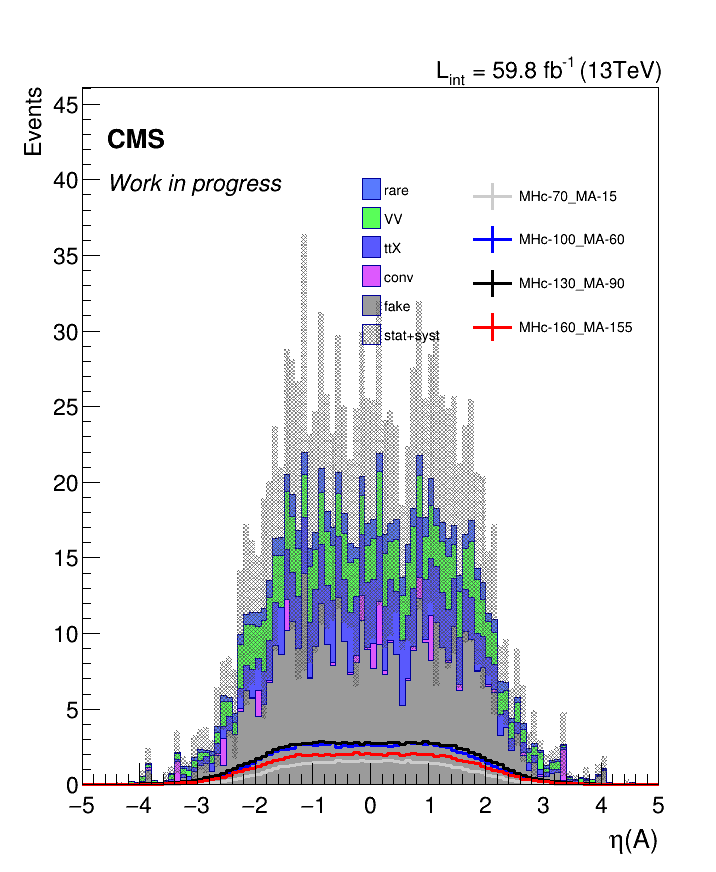 L_int = 59.8 fb^-1 (13TeV)
Events
45
CMS
40
Work in progress
rare
MHc-70_MA-15
VV
35
MHc-100_MA-60
ttX
conv
MHc-130_MA-90
fake
30
MHc-160_MA-155
stat+syst
25
20
15
10
5
0
−5 −4 −3 −2 −1 0 1 2 3 4 5
η(A)